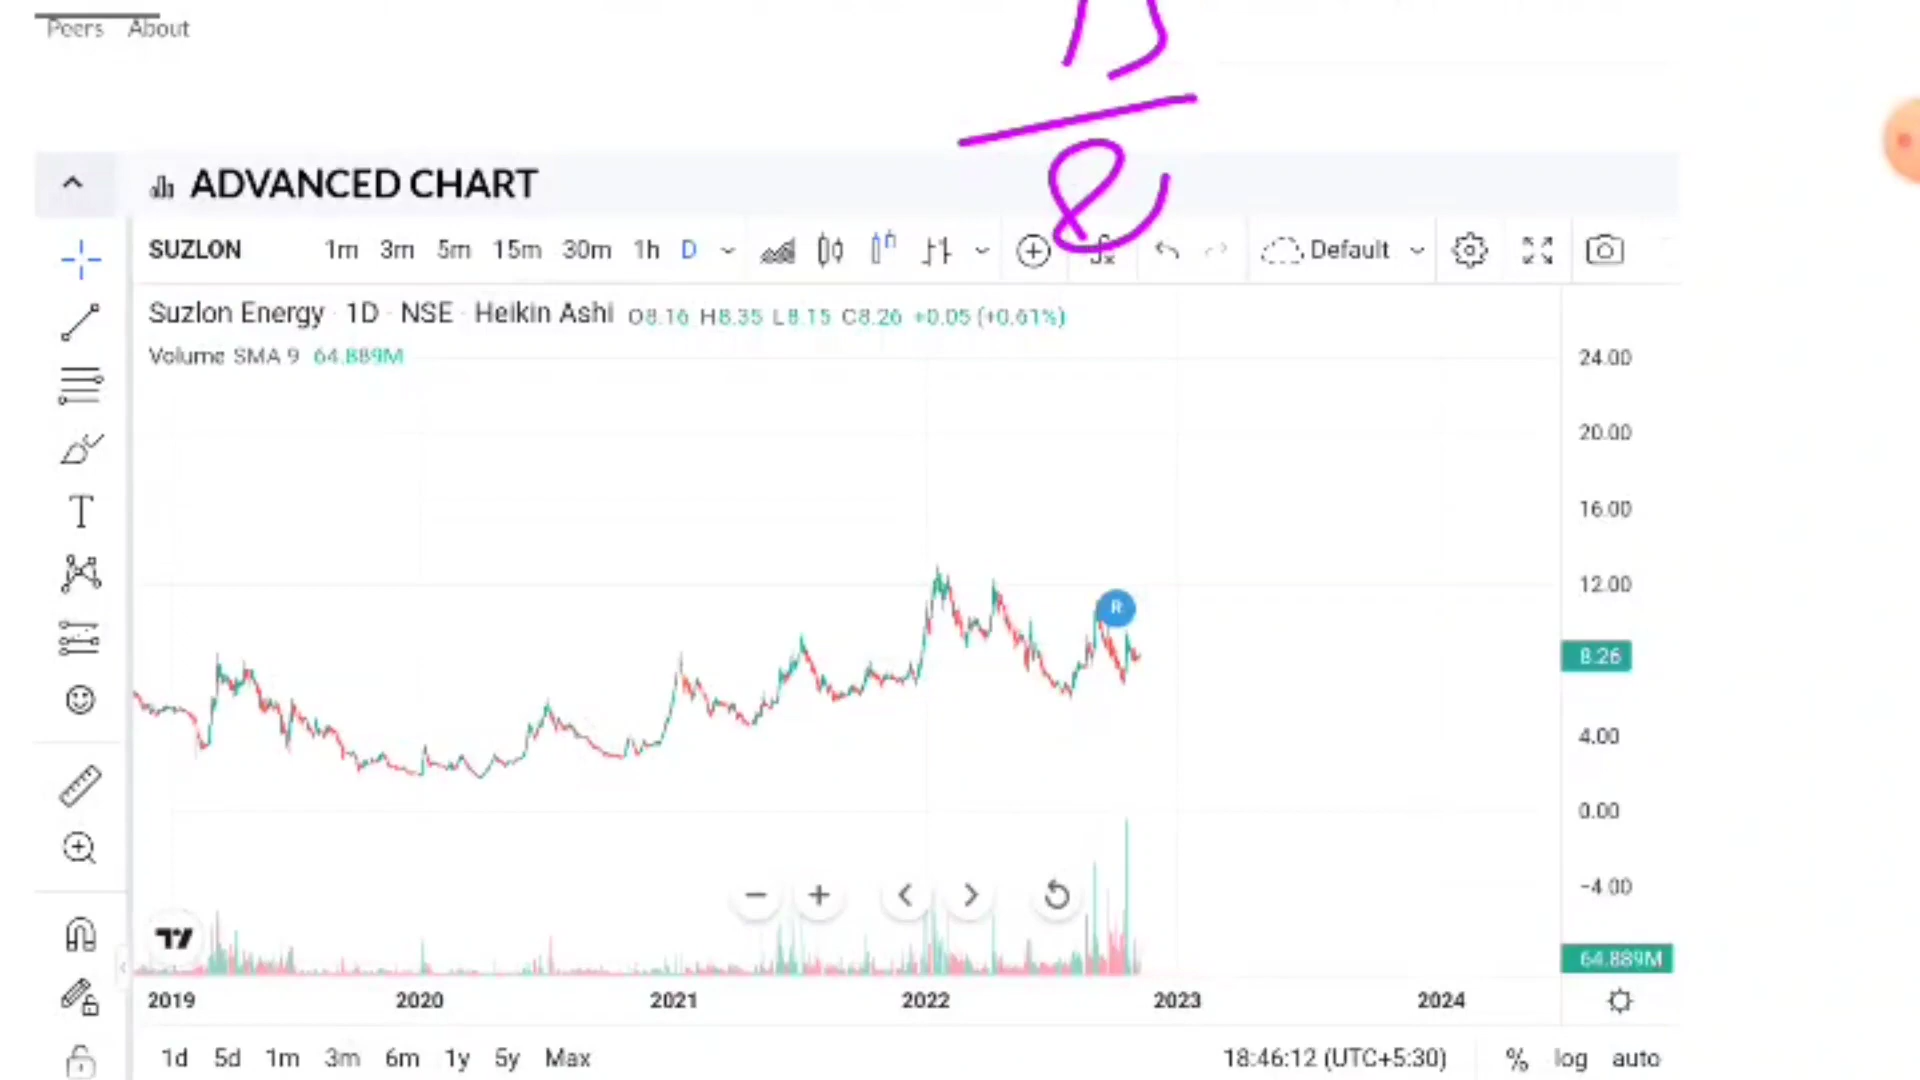 Peers About
8
ADVANCED CHART
SUZLON 1m 3m 5m 15m 30m 1h D Default
Suzlon Energy · 1D · NSE · Heikin Ashi O8.16 H8.35 L8.15 C8.26 +0.05 (+0.61%)
Volume SMA 9 64.889M
24.00
20.00
16.00
12.00
R
8.26
4.00
0.00
−4.00
64.889M
2019 2020 2021 2022 2023 2024
1d 5d 1m 3m 6m 1y 5y Max 18:46:12 (UTC+5:30) % log auto